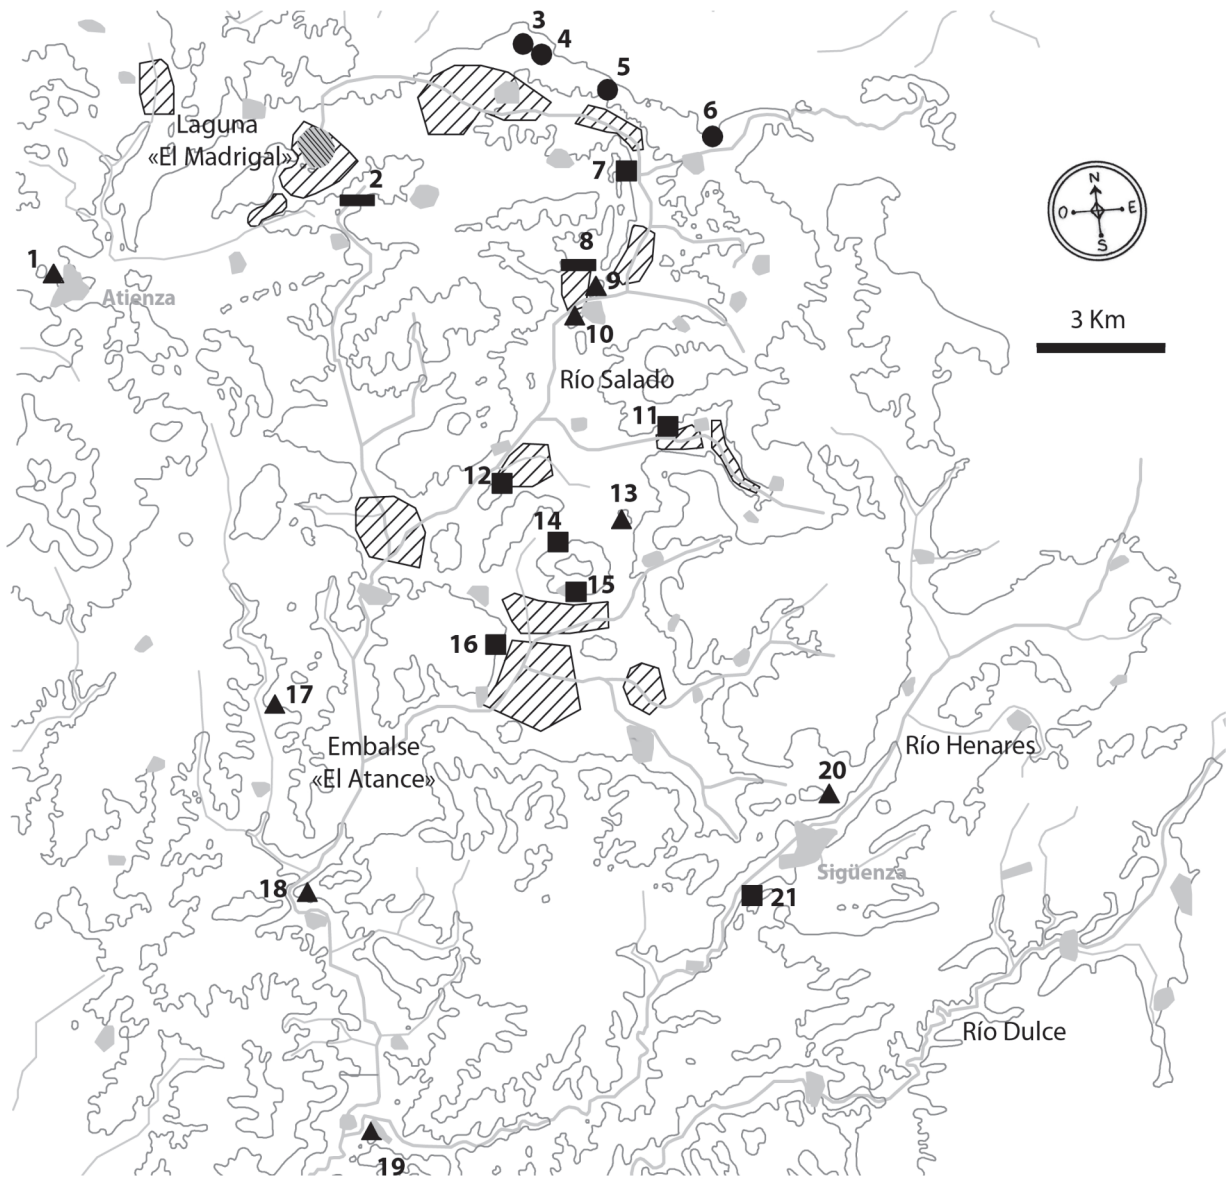 3
4
5
6
Laguna
«El Madrigal»
7
2
N
O
E
S
8
1
9
Atienza
10
3 Km
Río Salado
11
12
13
14
15
16
17
Embalse
«El Atance»
Río Henares
20
Sigüenza
18
21
Río Dulce
19